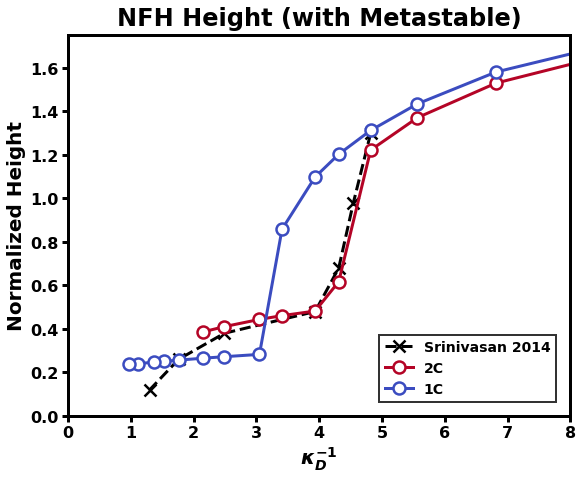 NFH Height (with Metastable)
Normalized Height
1.6
1.4
1.2
1.0
0.8
0.6
0.4
0.2
0.0
0 1 2 3 4 5 6 7 8
κ_D^{-1}
Srinivasan 2014
2C
1C